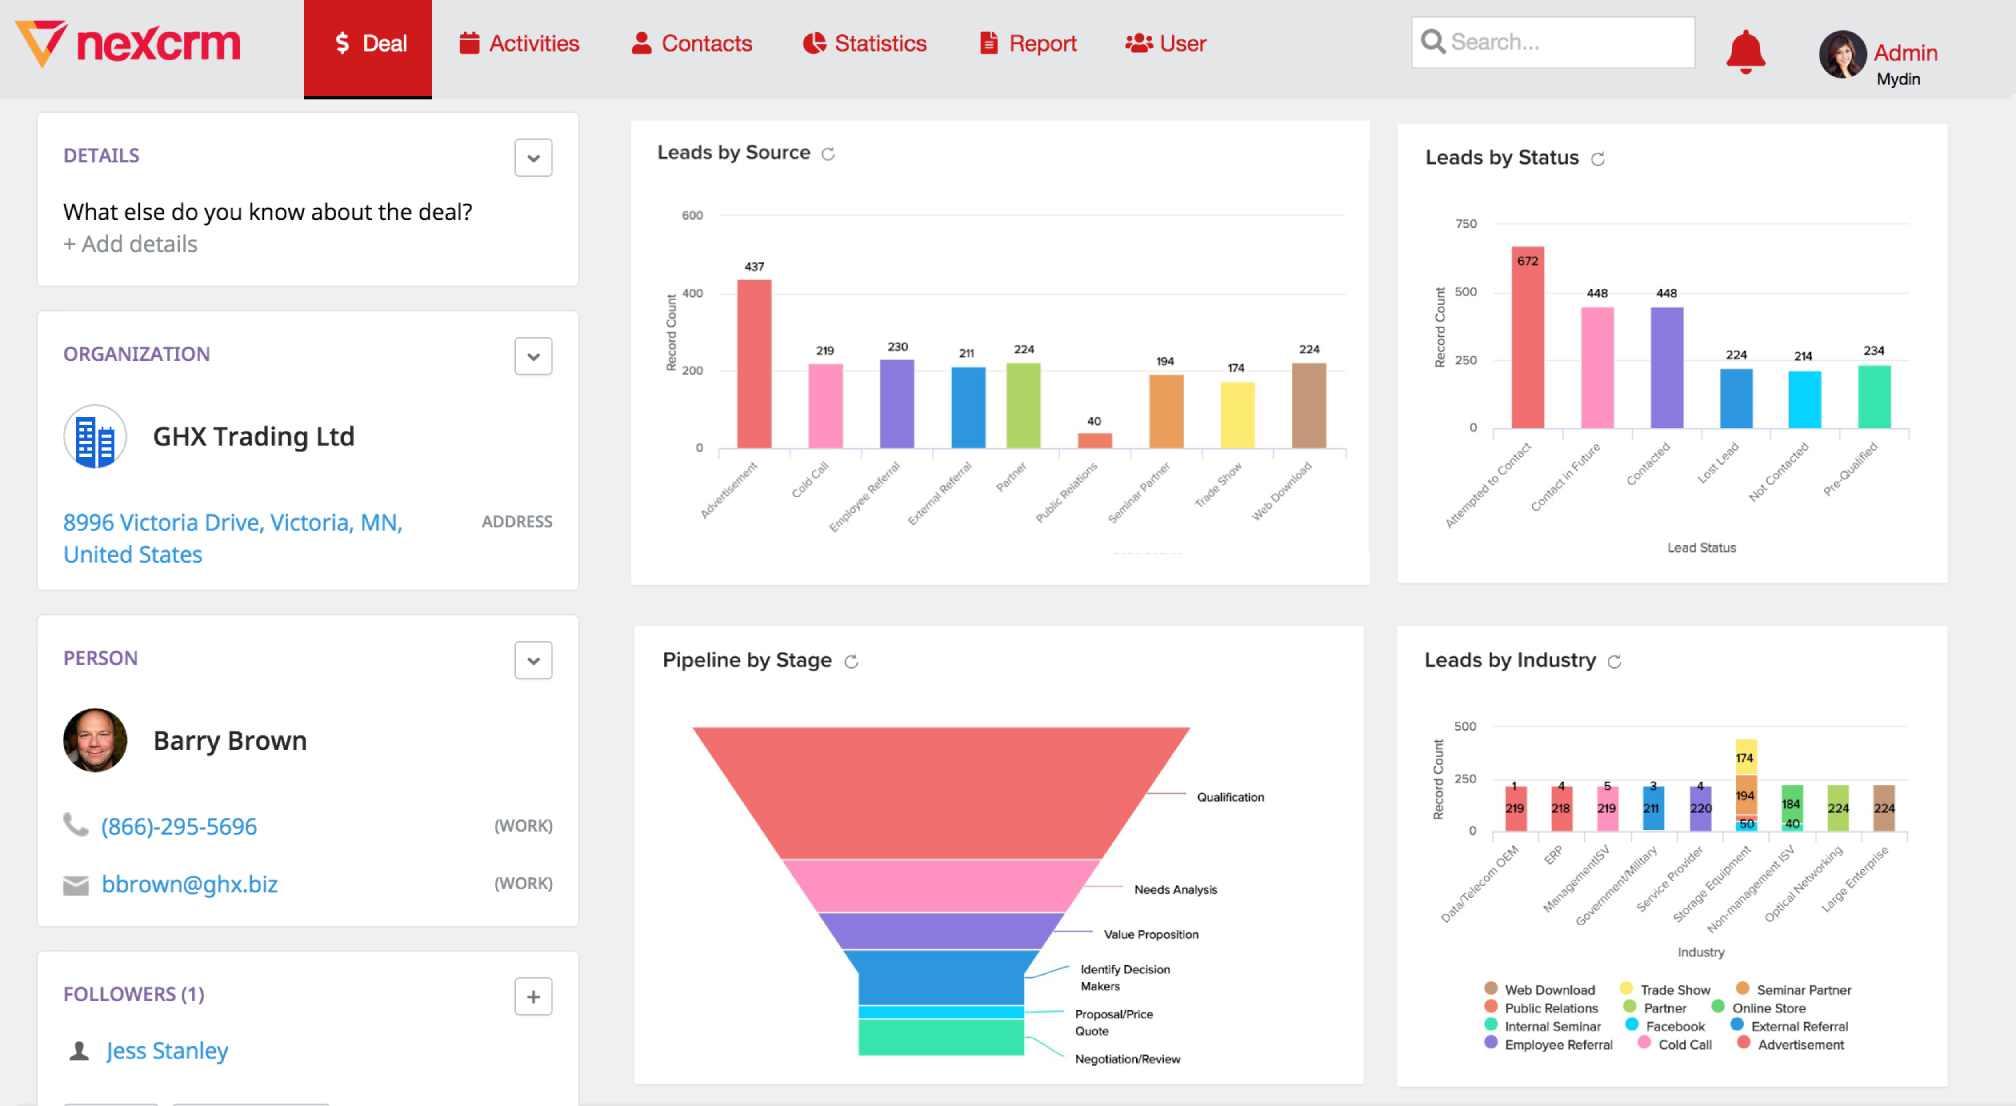 nexcrm
$ Deal
Activities
Contacts
Statistics
Report
User
Search...
Admin
Mydin
DETAILS
What else do you know about the deal?
+ Add details
ORGANIZATION
GHX Trading Ltd
8996 Victoria Drive, Victoria, MN, ADDRESS
United States
PERSON
Barry Brown
(866)-295-5696 (WORK)
bbrown@ghx.biz (WORK)
FOLLOWERS (1)
+
Jess Stanley
Leads by Source
Record Count
600
400
200
0
437
219
230
211
224
40
194
174
224
Advertisement
Cold Call
Employee Referral
External Referral
Partner
Public Relations
Seminar Partner
Trade Show
Web Download
Leads by Status
Record Count
750
500
250
0
672
448
448
224
214
234
Attempted to Contact
Contact in Future
Contacted
Lost Lead
Not Contacted
Pre-Qualified
Lead Status
Pipeline by Stage
Qualification
Needs Analysis
Value Proposition
Identify Decision
Makers
Proposal/Price
Quote
Negotiation/Review
Leads by Industry
Record Count
500
250
0
1
219
4
218
5
219
3
211
4
220
174
194
50
184
40
224
224
Data/Telecom OEM
ERP
ManagementISV
Government/Military
Service Provider
Storage Equipment
Non-management ISV
Optical Networking
Large Enterprise
Industry
Web Download Trade Show Seminar Partner
Public Relations Partner Online Store
Internal Seminar Facebook External Referral
Employee Referral Cold Call Advertisement